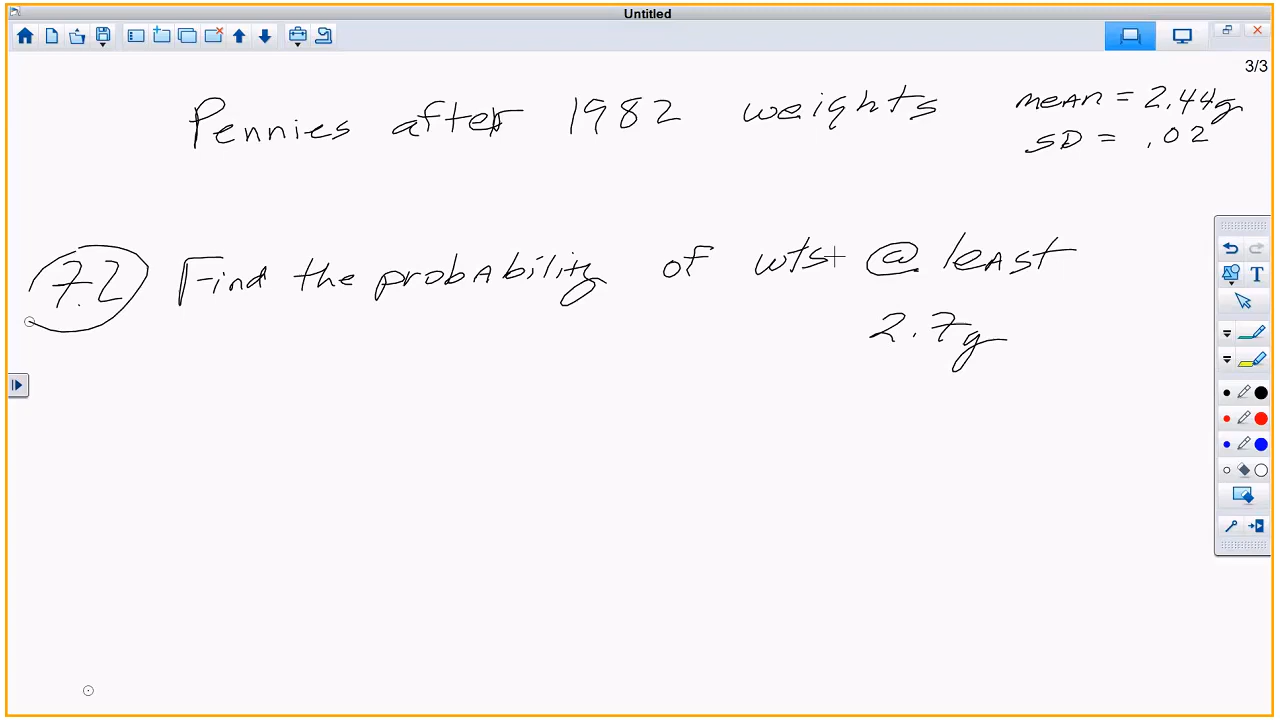 Untitled
3/3
Pennies after 1982 weights mean = 2.44g
SD = .02
7.2 Find the probability of wts @ least
2.7g
T